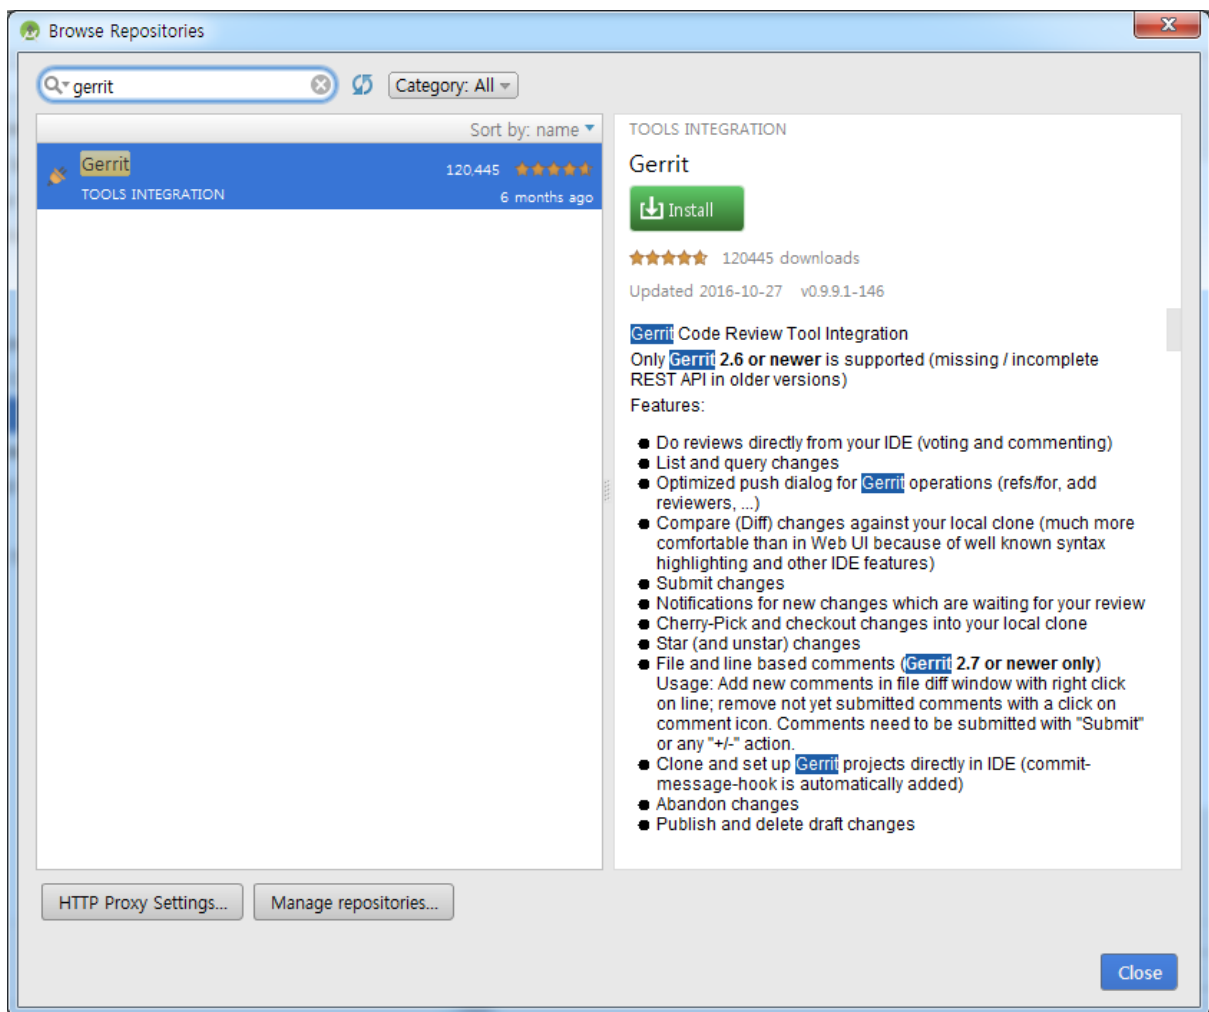 Browse Repositories
gerrit
Category: All
Sort by: name
Gerrit
120,445
TOOLS INTEGRATION
6 months ago
TOOLS INTEGRATION
Gerrit
Install
120445 downloads
Updated 2016-10-27 v0.9.9.1-146
Gerrit Code Review Tool Integration
Only Gerrit 2.6 or newer is supported (missing / incomplete
REST API in older versions)
Features:
Do reviews directly from your IDE (voting and commenting)
List and query changes
Optimized push dialog for Gerrit operations (refs/for, add
reviewers, ...)
Compare (Diff) changes against your local clone (much more
comfortable than in Web UI because of well known syntax
highlighting and other IDE features)
Submit changes
Notifications for new changes which are waiting for your review
Cherry-Pick and checkout changes into your local clone
Star (and unstar) changes
File and line based comments (Gerrit 2.7 or newer only)
Usage: Add new comments in file diff window with right click
on line; remove not yet submitted comments with a click on
comment icon. Comments need to be submitted with "Submit"
or any "+/-" action.
Clone and set up Gerrit projects directly in IDE (commit-
message-hook is automatically added)
Abandon changes
Publish and delete draft changes
HTTP Proxy Settings...
Manage repositories...
Close